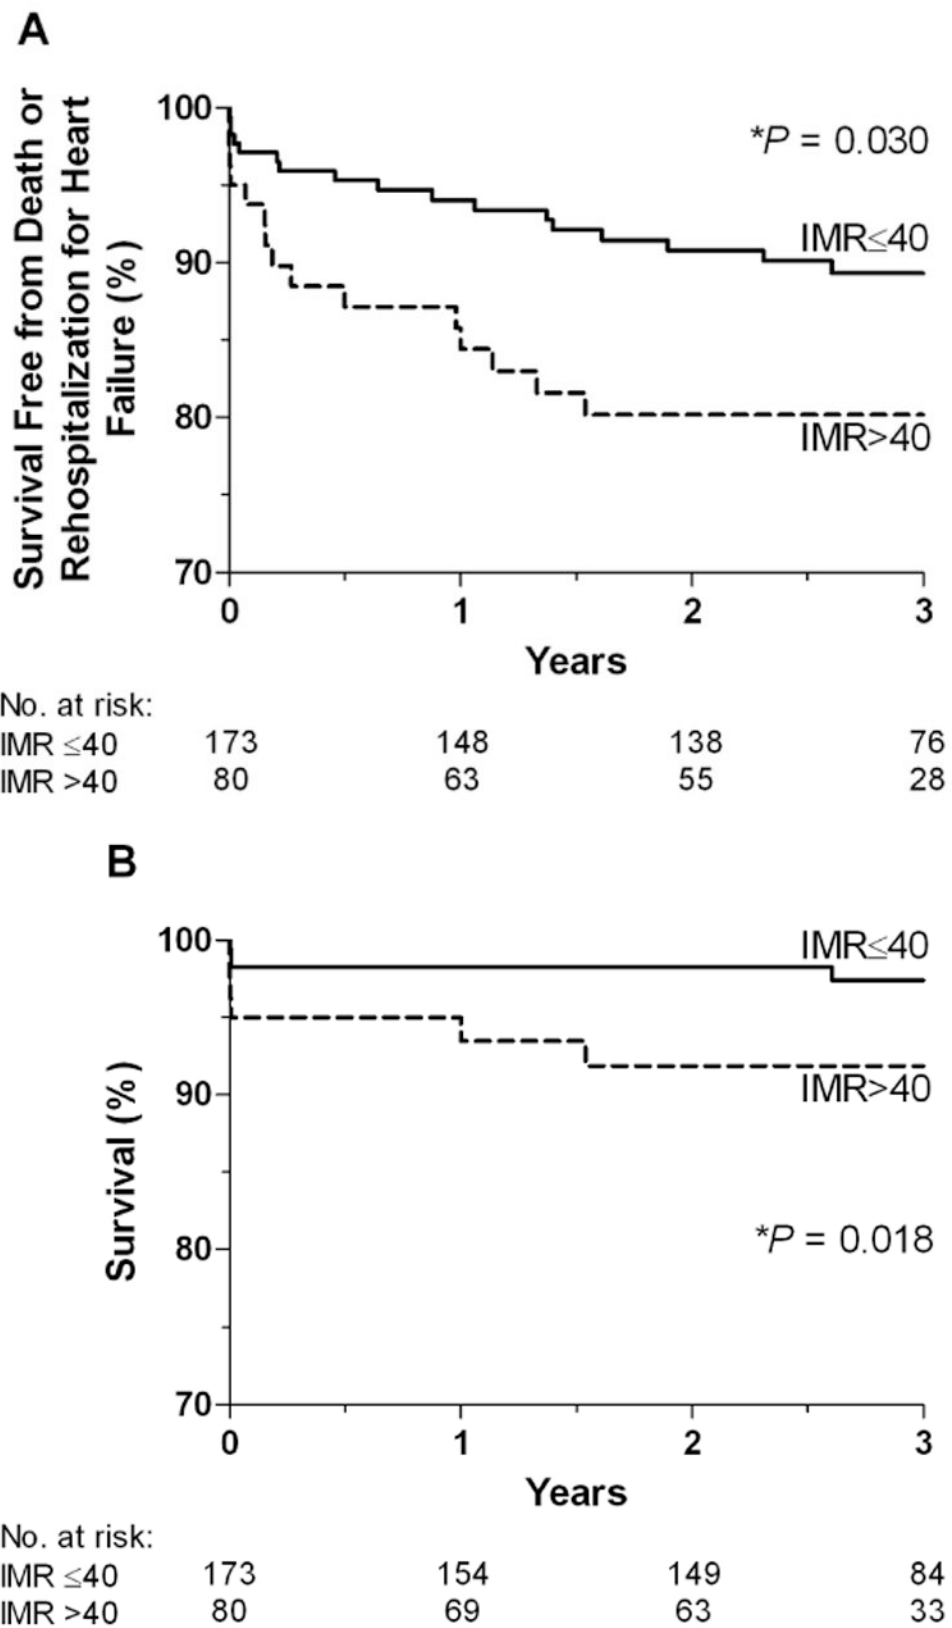 A
Survival Free from Death or
Rehospitalization for Heart
Failure (%)
100
90
80
70
*P = 0.030
IMR≤40
IMR>40
0 1 2 3
Years
No. at risk:
IMR ≤40 173 148 138 76
IMR >40 80 63 55 28
B
Survival (%)
100
90
80
70
IMR≤40
IMR>40
*P = 0.018
0 1 2 3
Years
No. at risk:
IMR ≤40 173 154 149 84
IMR >40 80 69 63 33